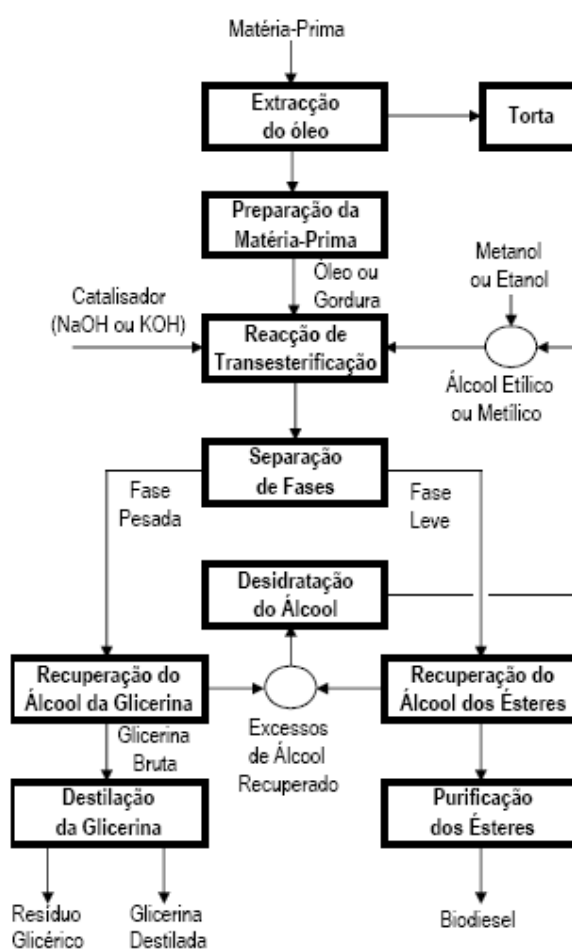 Matéria-Prima
Extracção
do óleo
Torta
Preparação da
Matéria-Prima
Óleo ou
Gordura
Metanol
ou Etanol
Catalisador
(NaOH ou KOH)
Reacção de
Transesterificação
Álcool Etílico
ou Metílico
Separação
de Fases
Fase
Pesada
Fase
Leve
Desidratação
do Álcool
Recuperação do
Álcool da Glicerina
Excessos
de Álcool
Recuperado
Recuperação do
Álcool dos Ésteres
Glicerina
Bruta
Destilação
da Glicerina
Purificação
dos Ésteres
Resíduo
Glicérico
Glicerina
Destilada
Biodiesel